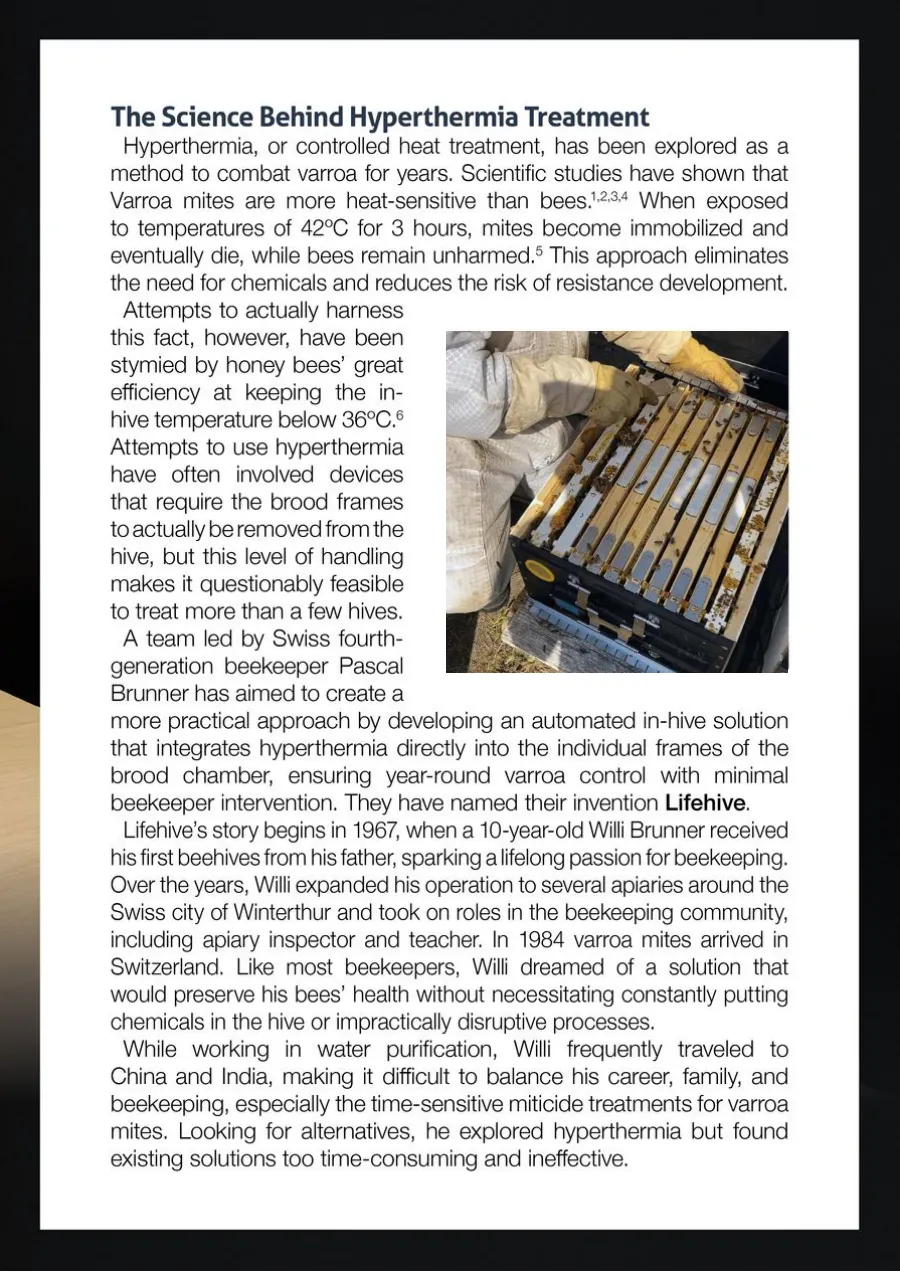 The Science Behind Hyperthermia Treatment
Hyperthermia, or controlled heat treatment, has been explored as a
method to combat varroa for years. Scientific studies have shown that
Varroa mites are more heat-sensitive than bees.1,2,3,4 When exposed
to temperatures of 42ºC for 3 hours, mites become immobilized and
eventually die, while bees remain unharmed.5 This approach eliminates
the need for chemicals and reduces the risk of resistance development.
Attempts to actually harness
this fact, however, have been
stymied by honey bees’ great
efficiency at keeping the in-
hive temperature below 36ºC.6
Attempts to use hyperthermia
have often involved devices
that require the brood frames
to actually be removed from the
hive, but this level of handling
makes it questionably feasible
to treat more than a few hives.
A team led by Swiss fourth-
generation beekeeper Pascal
Brunner has aimed to create a
more practical approach by developing an automated in-hive solution
that integrates hyperthermia directly into the individual frames of the
brood chamber, ensuring year-round varroa control with minimal
beekeeper intervention. They have named their invention Lifehive.
Lifehive’s story begins in 1967, when a 10-year-old Willi Brunner received
his first beehives from his father, sparking a lifelong passion for beekeeping.
Over the years, Willi expanded his operation to several apiaries around the
Swiss city of Winterthur and took on roles in the beekeeping community,
including apiary inspector and teacher. In 1984 varroa mites arrived in
Switzerland. Like most beekeepers, Willi dreamed of a solution that
would preserve his bees’ health without necessitating constantly putting
chemicals in the hive or impractically disruptive processes.
While working in water purification, Willi frequently traveled to
China and India, making it difficult to balance his career, family, and
beekeeping, especially the time-sensitive miticide treatments for varroa
mites. Looking for alternatives, he explored hyperthermia but found
existing solutions too time-consuming and ineffective.